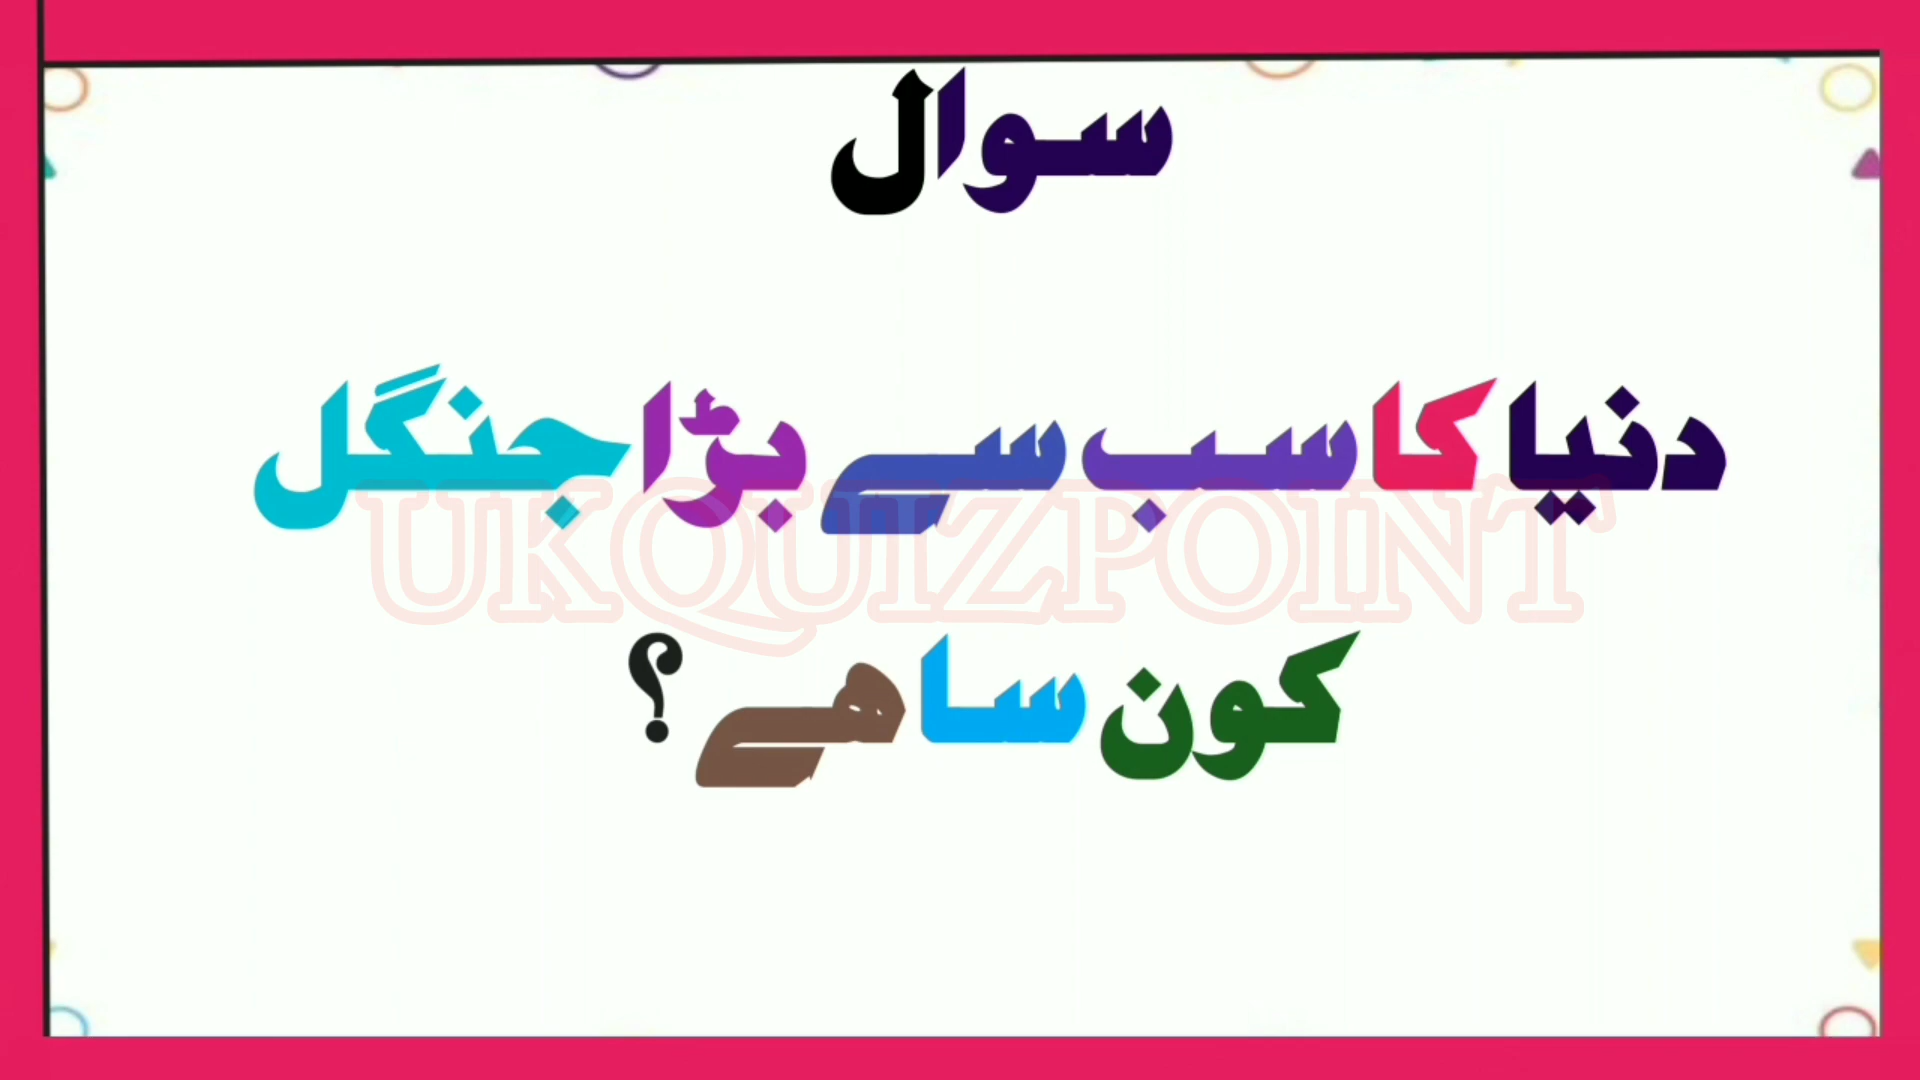 سوال
دنیا کا سب سے بڑا جنگل
UKQUIZPOINT
کون سا ھے ؟